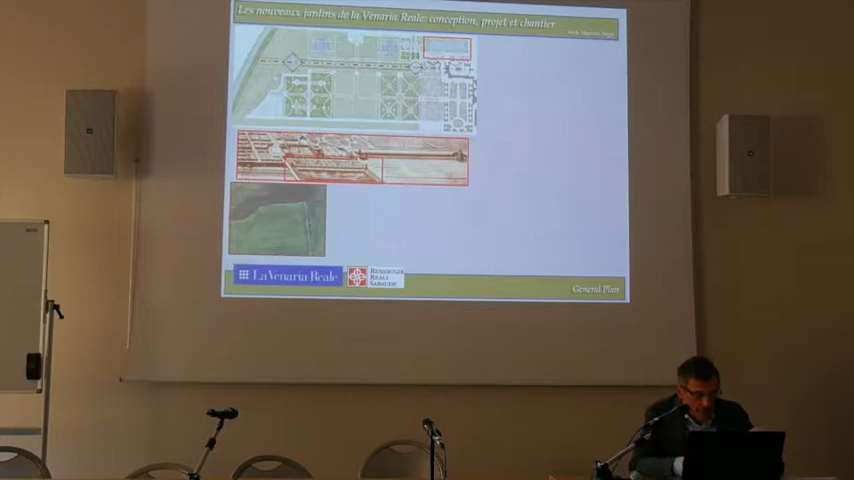 Les nouveaux jardins de la Venaria Reale: conception, projet et chantier
La Venaria Reale
RESIDENZE
REALI
SABAUDE
General Plan